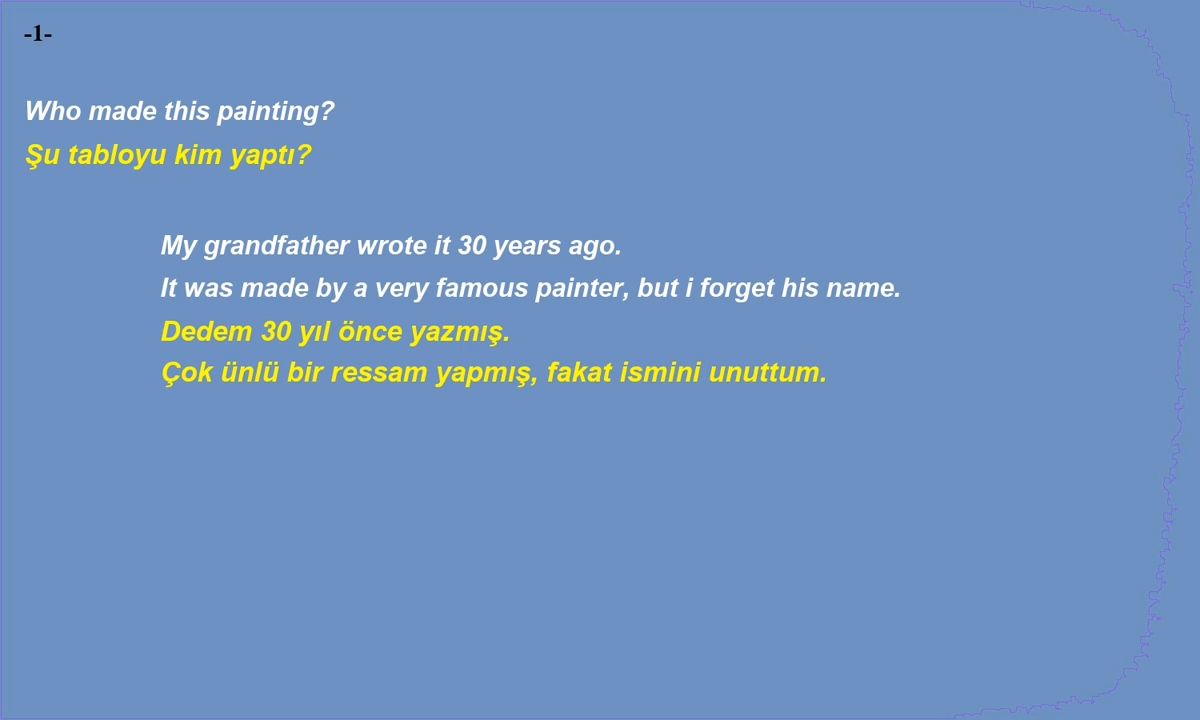 -1-
Who made this painting?
Şu tabloyu kim yaptı?
My grandfather wrote it 30 years ago.
It was made by a very famous painter, but i forget his name.
Dedem 30 yıl önce yazmış.
Çok ünlü bir ressam yapmış, fakat ismini unuttum.